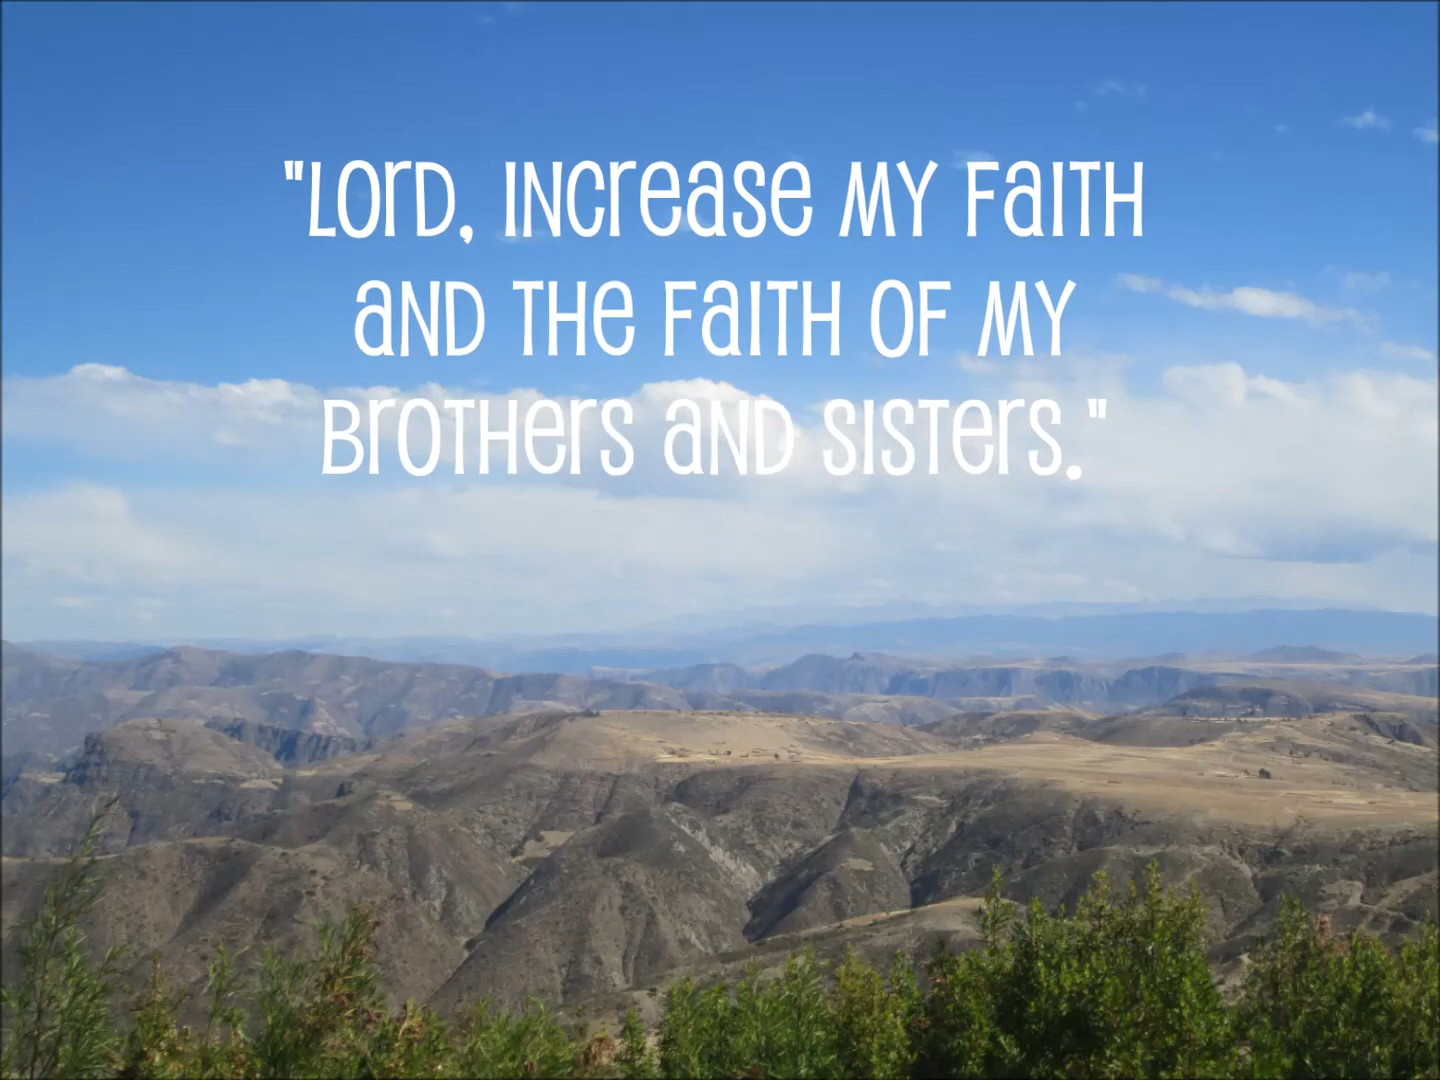 "Lord, increase my faith
and the faith of my
brothers and sisters."